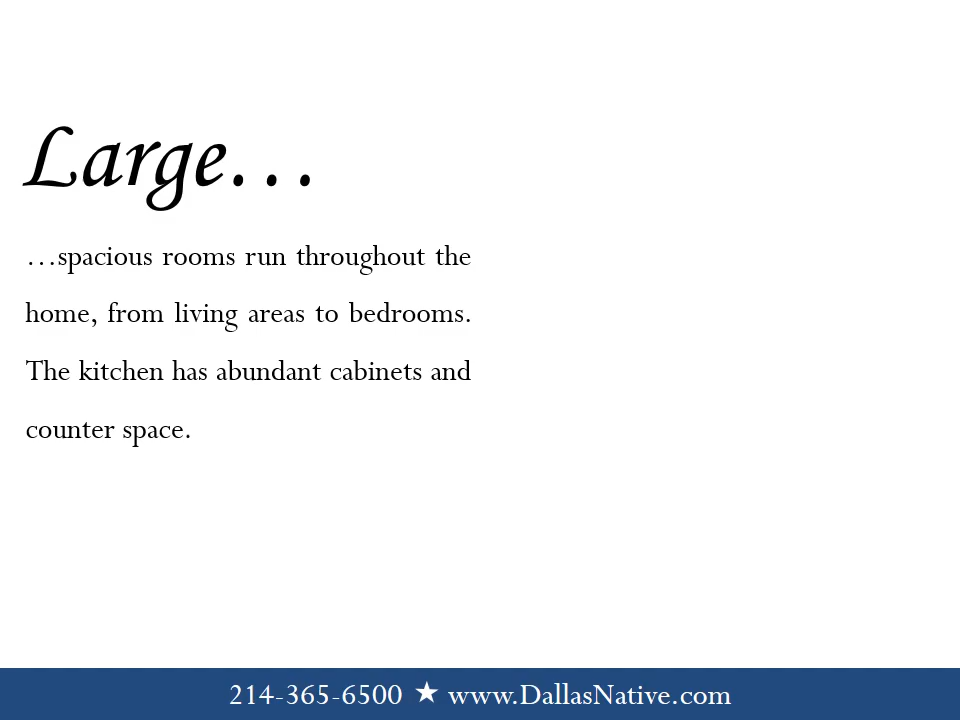 Large…
…spacious rooms run throughout the
home, from living areas to bedrooms.
The kitchen has abundant cabinets and
counter space.
214-365-6500 ★ www.DallasNative.com